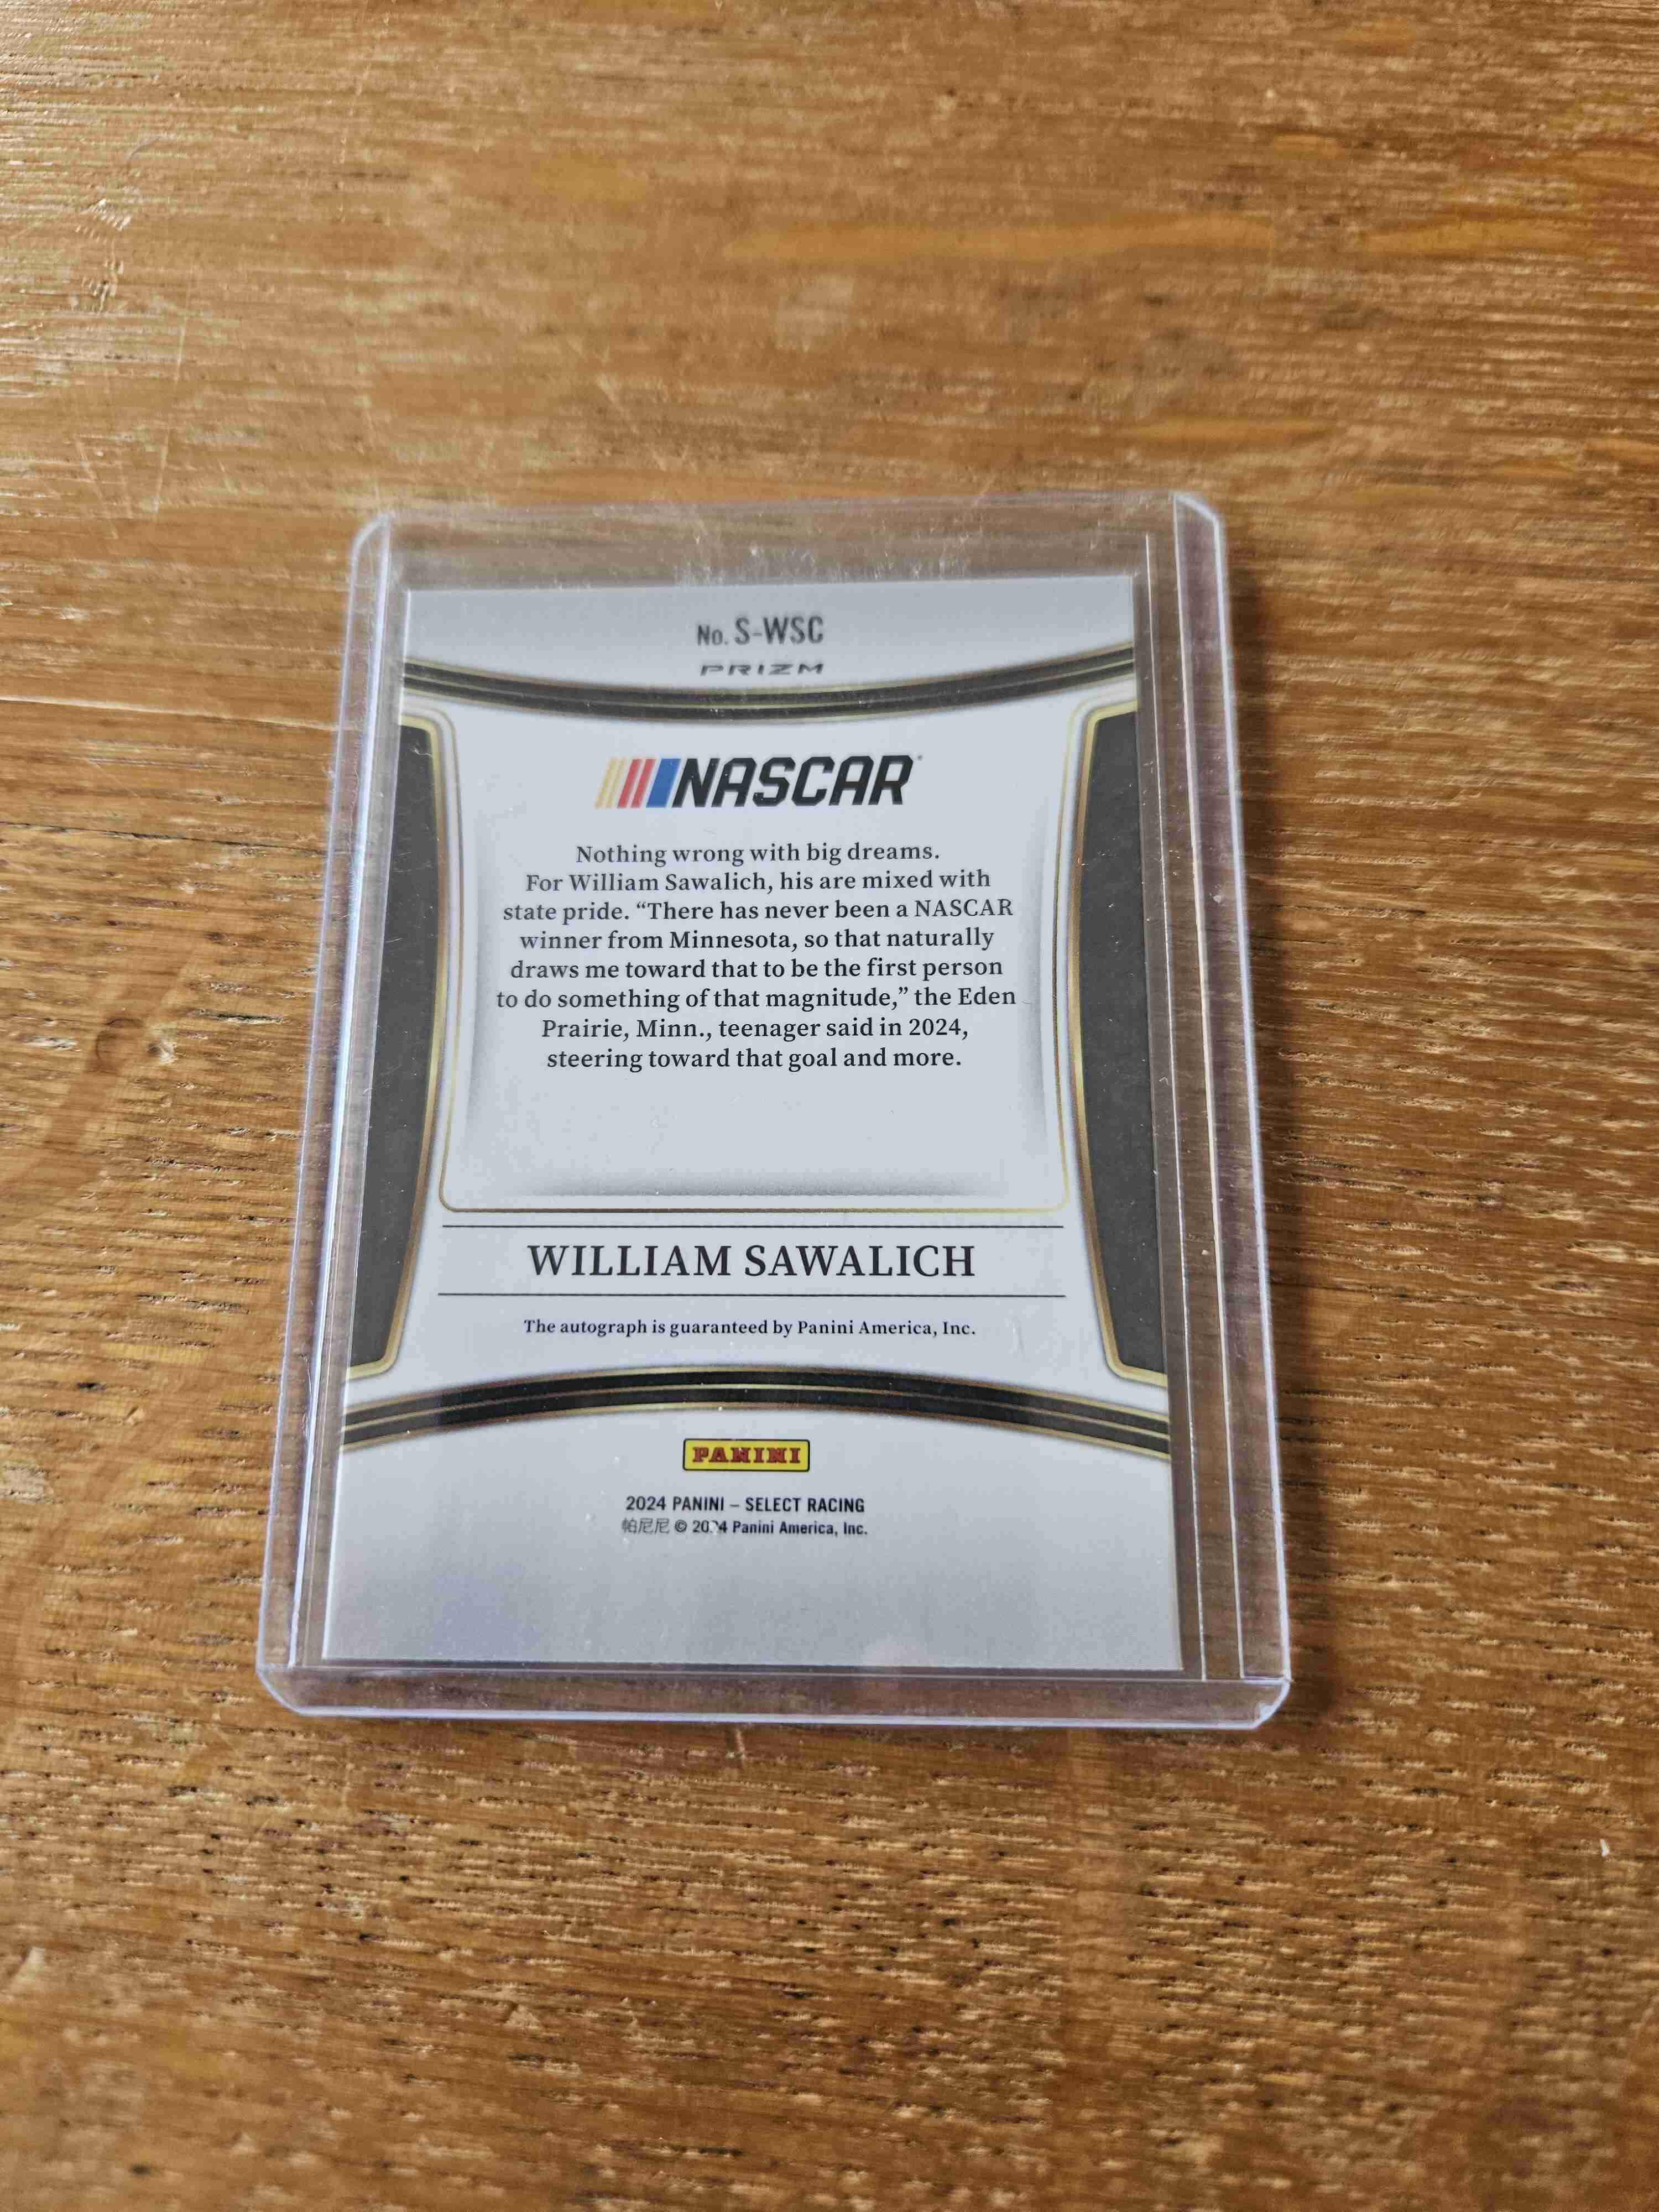 No. S-WSC
PRIZM
NASCAR
Nothing wrong with big dreams.
For William Sawalich, his are mixed with
state pride. “There has never been a NASCAR
winner from Minnesota, so that naturally
draws me toward that to be the first person
to do something of that magnitude,” the Eden
Prairie, Minn., teenager said in 2024,
steering toward that goal and more.
WILLIAM SAWALICH
The autograph is guaranteed by Panini America, Inc.
PANINI
2024 PANINI – SELECT RACING
帕尼尼 © 2024 Panini America, Inc.